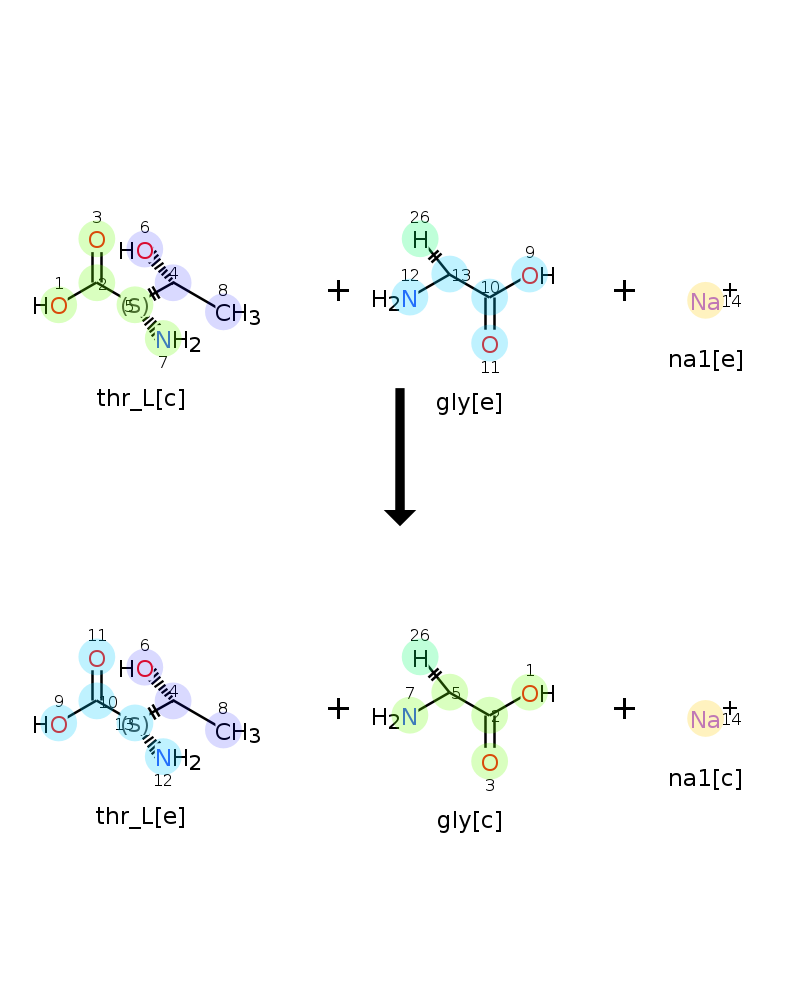 3
6
HO
O
1
2
4
8
HO
5
(S)
CH3
NH2
7
thr_L[c]
+
26
H
9
12
13
10
OH
H2N
O
11
gly[e]
+
Na+
14
na1[e]
11
6
HO
O
9
10
4
8
HO
13
(S)
CH3
NH2
12
thr_L[e]
+
26
H
1
7
5
2
OH
H2N
O
3
gly[c]
+
Na+
14
na1[c]